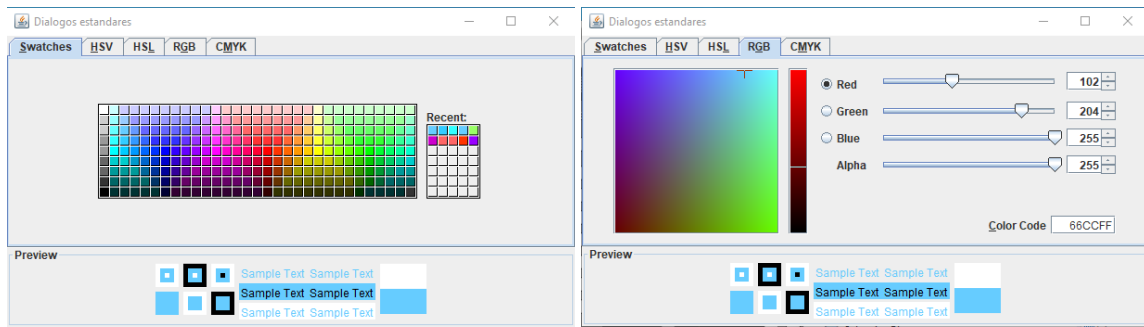 Dialogos estandares
Swatches HSV HSL RGB CMYK
Recent:
Preview
Sample Text Sample Text
Sample Text Sample Text
Sample Text Sample Text
Dialogos estandares
Swatches HSV HSL RGB CMYK
Red 102
Green 204
Blue 255
Alpha 255
Color Code 66CCFF
Preview
Sample Text Sample Text
Sample Text Sample Text
Sample Text Sample Text